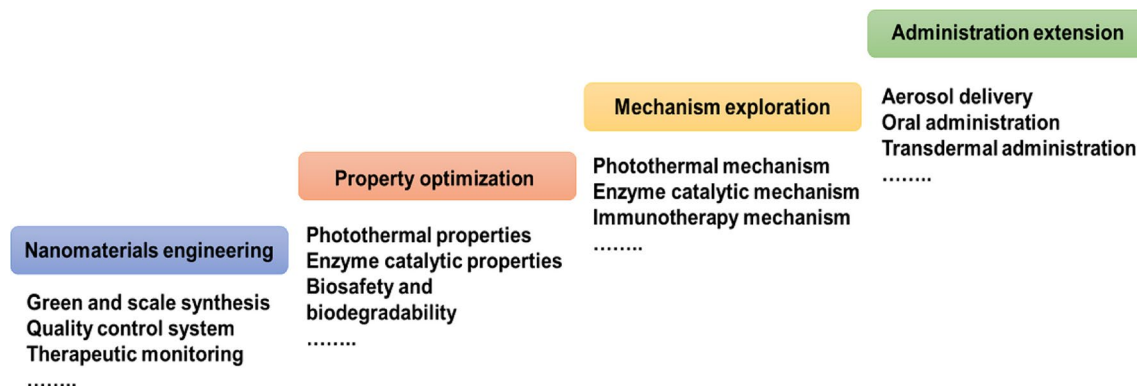 Nanomaterials engineering
Green and scale synthesis
Quality control system
Therapeutic monitoring
........
Property optimization
Photothermal properties
Enzyme catalytic properties
Biosafety and
biodegradability
........
Mechanism exploration
Photothermal mechanism
Enzyme catalytic mechanism
Immunotherapy mechanism
........
Administration extension
Aerosol delivery
Oral administration
Transdermal administration
........